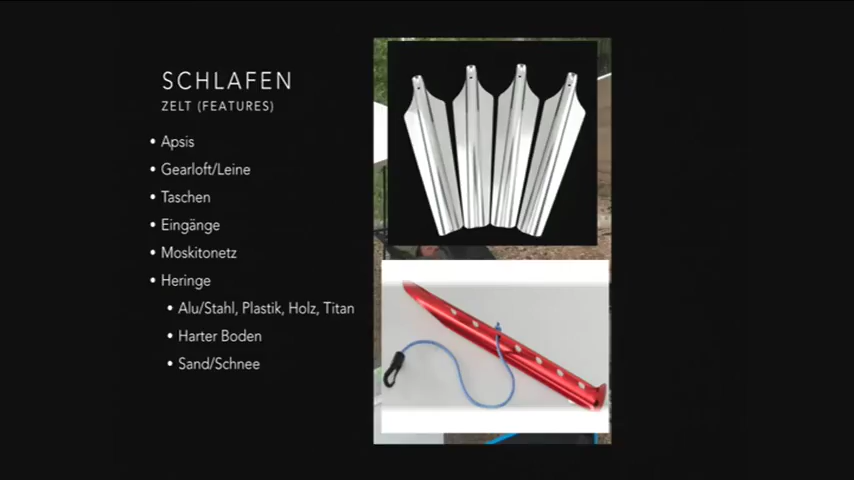 SCHLAFEN
ZELT (FEATURES)
• Apsis
• Gearloft/Leine
• Taschen
• Eingänge
• Moskitonetz
• Heringe
• Alu/Stahl, Plastik, Holz, Titan
• Harter Boden
• Sand/Schnee